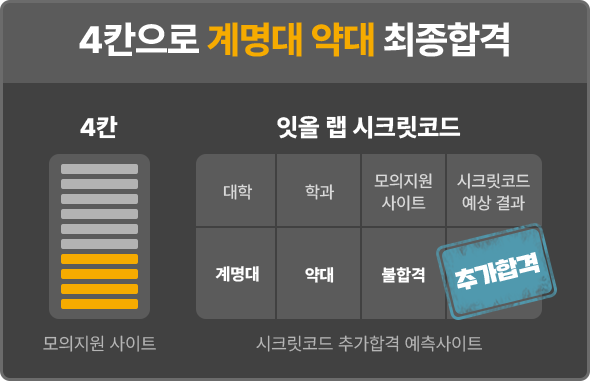 4칸으로 계명대 약대 최종합격
4칸
잇올 랩 시크릿코드
대학
학과
모의지원
사이트
시크릿코드
예상 결과
계명대
약대
불합격
추가합격
모의지원 사이트
시크릿코드 추가합격 예측사이트